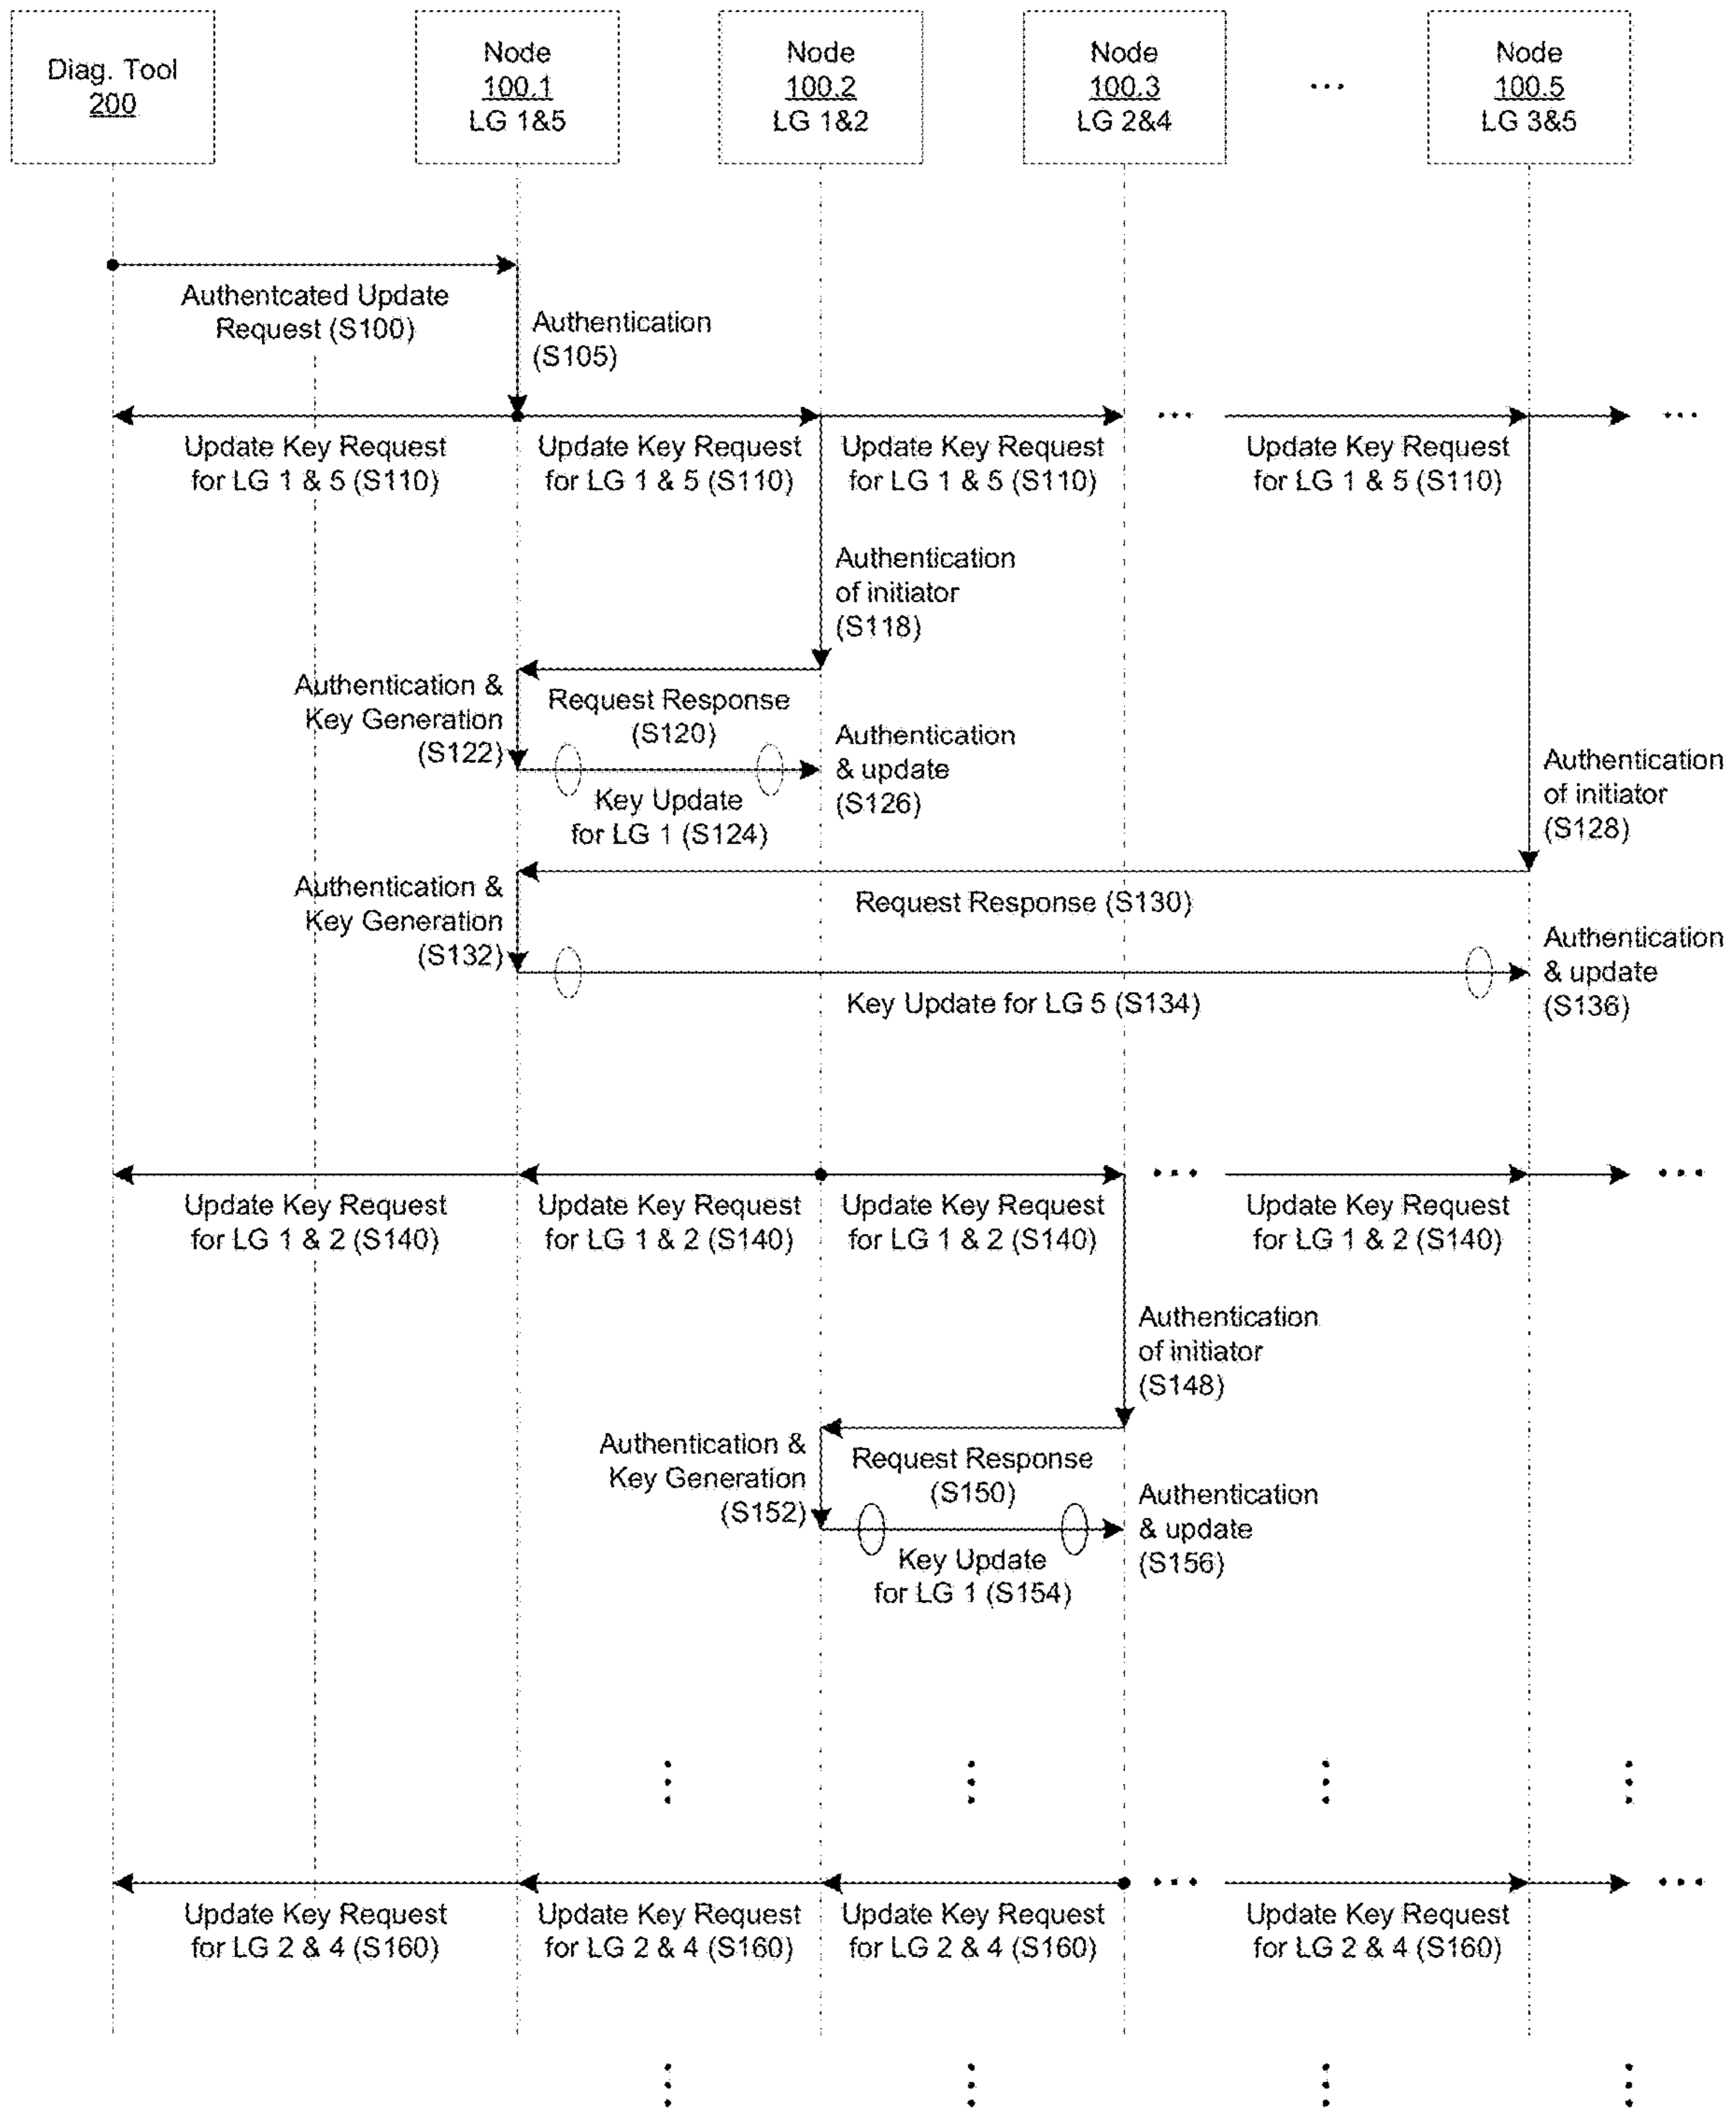 Diag. Tool
200
Node
100.1
LG 1&5
Node
100.2
LG 1&2
Node
100.3
LG 2&4
...
Node
100.5
LG 3&5
Authentcated Update
Request (S100)
Authentication
(S105)
... ...
Update Key Request
for LG 1 & 5 (S110)
Update Key Request
for LG 1 & 5 (S110)
Update Key Request
for LG 1 & 5 (S110)
Update Key Request
for LG 1 & 5 (S110)
Authentication
of initiator
(S118)
Authentication &
Key Generation
(S122)
Request Response
(S120)
Authentication
& update
(S126)
Key Update
for LG 1 (S124)
Authentication
of initiator
(S128)
Authentication &
Key Generation
(S132)
Request Response (S130)
Authentication
& update
(S136)
Key Update for LG 5 (S134)
... ...
Update Key Request
for LG 1 & 2 (S140)
Update Key Request
for LG 1 & 2 (S140)
Update Key Request
for LG 1 & 2 (S140)
Update Key Request
for LG 1 & 2 (S140)
Authentication
of initiator
(S148)
Authentication &
Key Generation
(S152)
Request Response
(S150)
Authentication
& update
(S156)
Key Update
for LG 1 (S154)
... ...
Update Key Request
for LG 2 & 4 (S160)
Update Key Request
for LG 2 & 4 (S160)
Update Key Request
for LG 2 & 4 (S160)
Update Key Request
for LG 2 & 4 (S160)